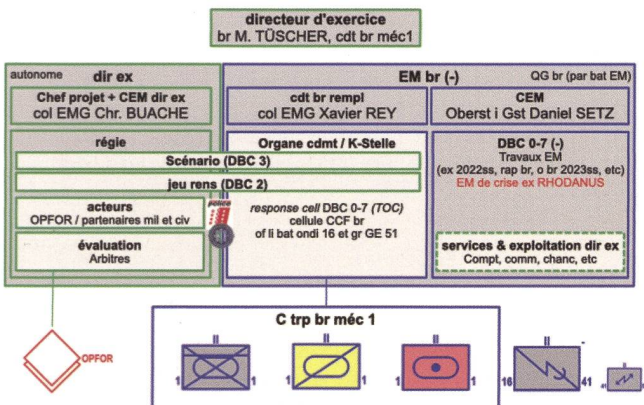 directeur d'exercice
br M. TÜSCHER, cdt br méc1
autonome
dir ex
EM br (-)
QG br (par bat EM)
Chef projet + CEM dir ex
col EMG Chr. BUACHE
cdt br rempl
col EMG Xavier REY
CEM
Oberst i Gst Daniel SETZ
régie
Organe cdmt / K-Stelle
DBC 0-7 (-)
Travaux EM
(ex 2022ss, rap br, o br 2023ss, etc)
EM de crise ex RHODANUS
Scénario (DBC 3)
jeu rens (DBC 2)
acteurs
OPFOR / partenaires mil et civ
police
response cell DBC 0-7 (TOC)
cellule CCF br
of li bat ondi 16 et gr GE 51
évaluation
Arbitres
services & exploitation dir ex
Compt, comm, chanc, etc
C trp br méc 1
OPFOR
II
1 1
II
1 1
II
1 1
II -
16 41
II